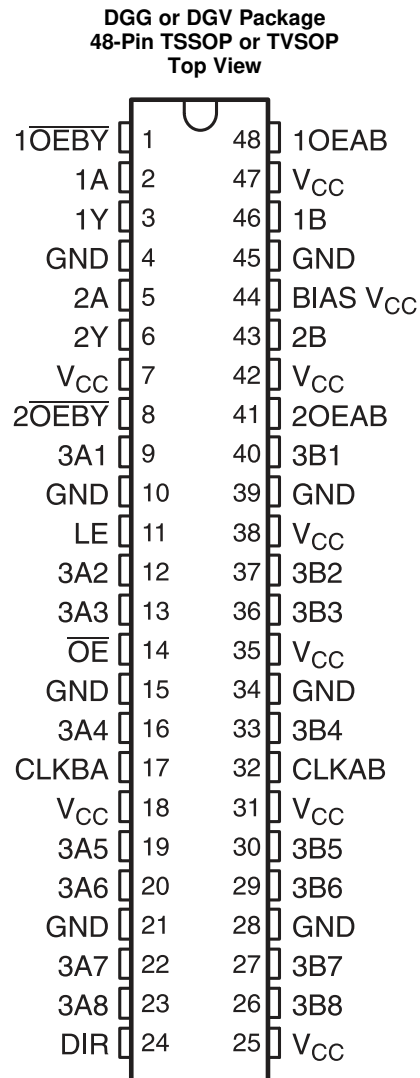 DGG or DGV Package
48-Pin TSSOP or TVSOP
Top View
1O̅E̅B̅Y̅ 1 48 1OEAB
1A 2 47 VCC
1Y 3 46 1B
GND 4 45 GND
2A 5 44 BIAS VCC
2Y 6 43 2B
VCC 7 42 VCC
2O̅E̅B̅Y̅ 8 41 2OEAB
3A1 9 40 3B1
GND 10 39 GND
LE 11 38 VCC
3A2 12 37 3B2
3A3 13 36 3B3
O̅E̅ 14 35 VCC
GND 15 34 GND
3A4 16 33 3B4
CLKBA 17 32 CLKAB
VCC 18 31 VCC
3A5 19 30 3B5
3A6 20 29 3B6
GND 21 28 GND
3A7 22 27 3B7
3A8 23 26 3B8
DIR 24 25 VCC